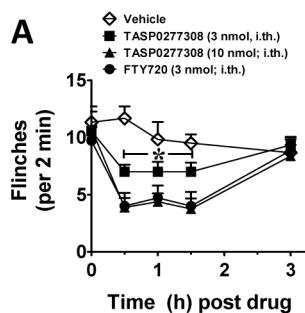 A
Vehicle
TASP0277308 (3 nmol, i.th.)
TASP0277308 (10 nmol; i.th.)
FTY720 (3 nmol; i.th.)
Flinches
(per 2 min)
15
10
5
0
*
0 1 2 3
Time (h) post drug